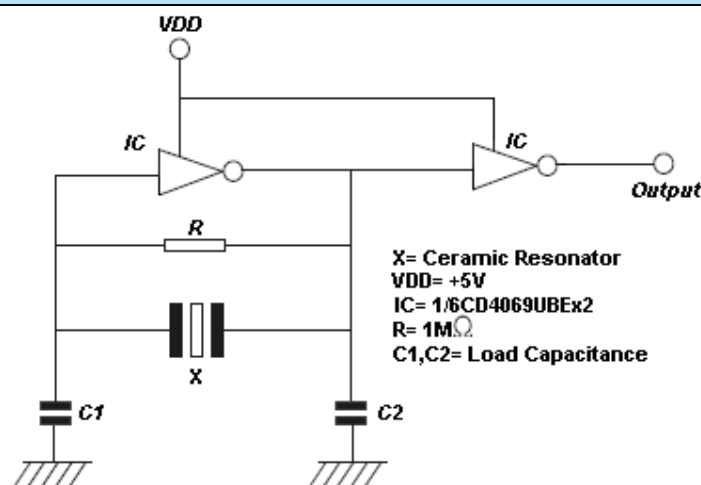 VDD
IC
IC
Output
R
X= Ceramic Resonator
VDD= +5V
IC= 1/6CD4069UBEx2
R= 1MΩ
C1,C2= Load Capacitance
X
C1
C2